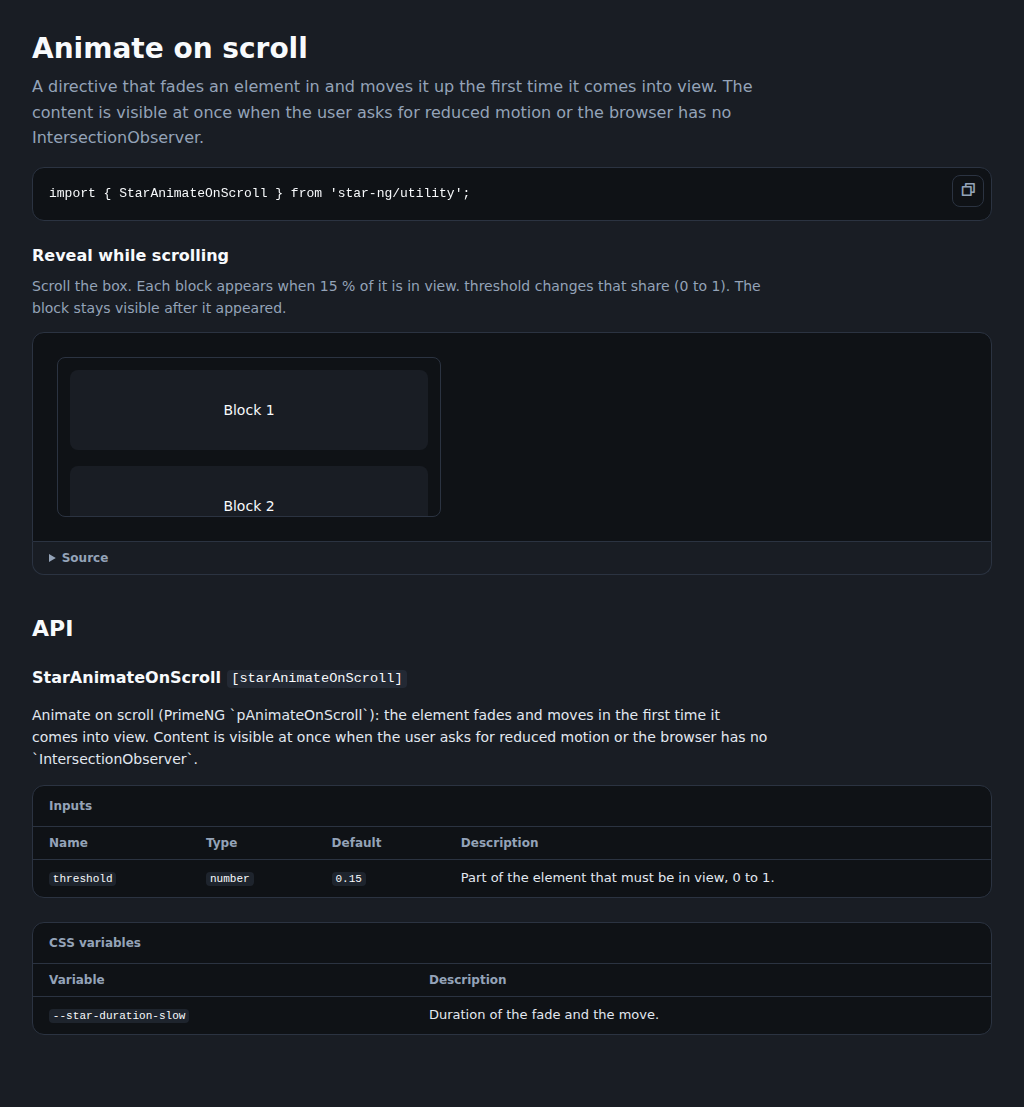 Animate on scroll
A directive that fades an element in and moves it up the first time it comes into view. The
content is visible at once when the user asks for reduced motion or the browser has no
IntersectionObserver.
import { StarAnimateOnScroll } from 'star-ng/utility';
Reveal while scrolling
Scroll the box. Each block appears when 15 % of it is in view. threshold changes that share (0 to 1). The
block stays visible after it appeared.
Block 1
Block 2
Source
API
StarAnimateOnScroll [starAnimateOnScroll]
Animate on scroll (PrimeNG `pAnimateOnScroll`): the element fades and moves in the first time it
comes into view. Content is visible at once when the user asks for reduced motion or the browser has no
`IntersectionObserver`.
Inputs
Name Type Default Description
threshold number 0.15 Part of the element that must be in view, 0 to 1.
CSS variables
Variable Description
--star-duration-slow Duration of the fade and the move.